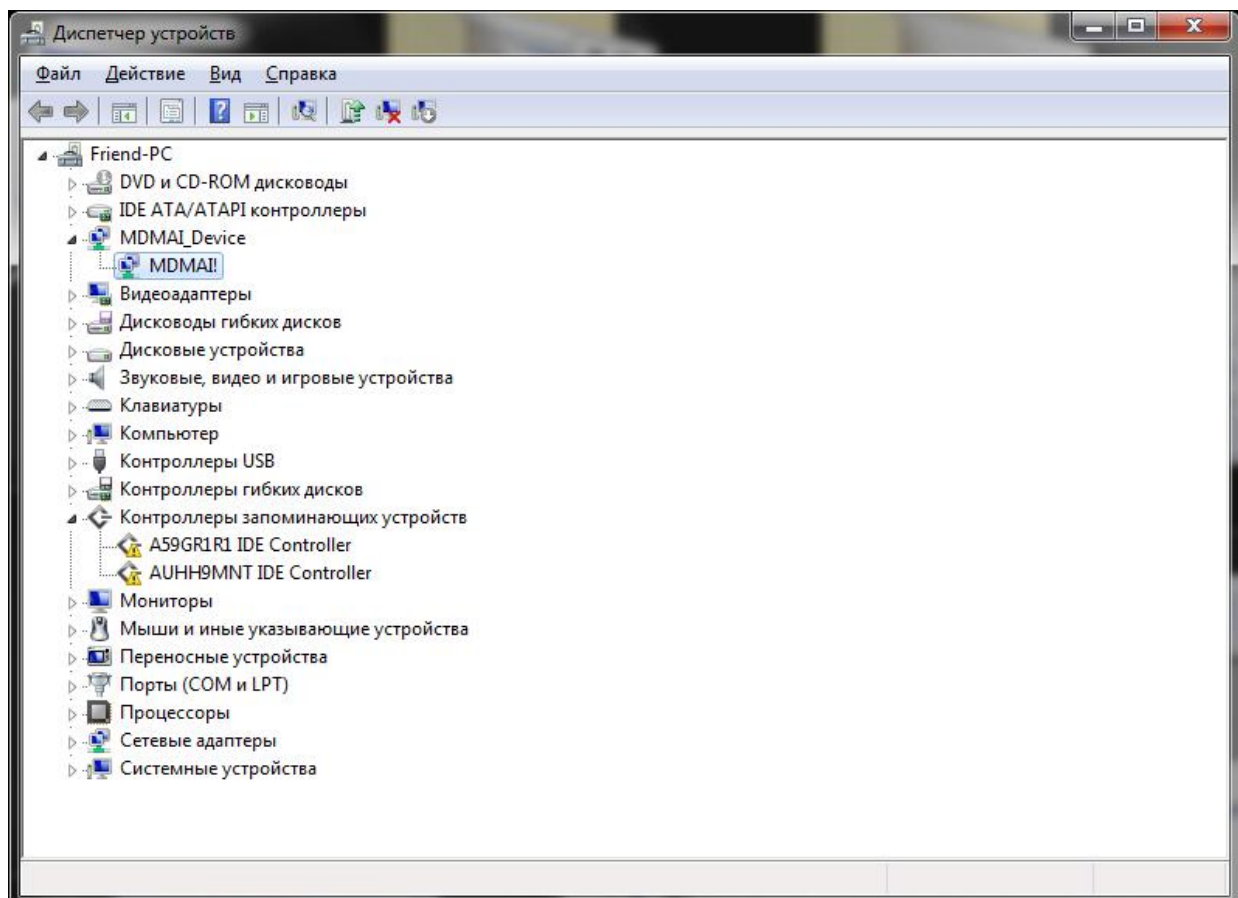 Диспетчер устройств
Файл Действие Вид Справка
Friend-PC
DVD и CD-ROM дисководы
IDE ATA/ATAPI контроллеры
MDMAI_Device
MDMAI!
Видеоадаптеры
Дисководы гибких дисков
Дисковые устройства
Звуковые, видео и игровые устройства
Клавиатуры
Компьютер
Контроллеры USB
Контроллеры гибких дисков
Контроллеры запоминающих устройств
A59GR1R1 IDE Controller
AUHH9MNT IDE Controller
Мониторы
Мыши и иные указывающие устройства
Переносные устройства
Порты (COM и LPT)
Процессоры
Сетевые адаптеры
Системные устройства